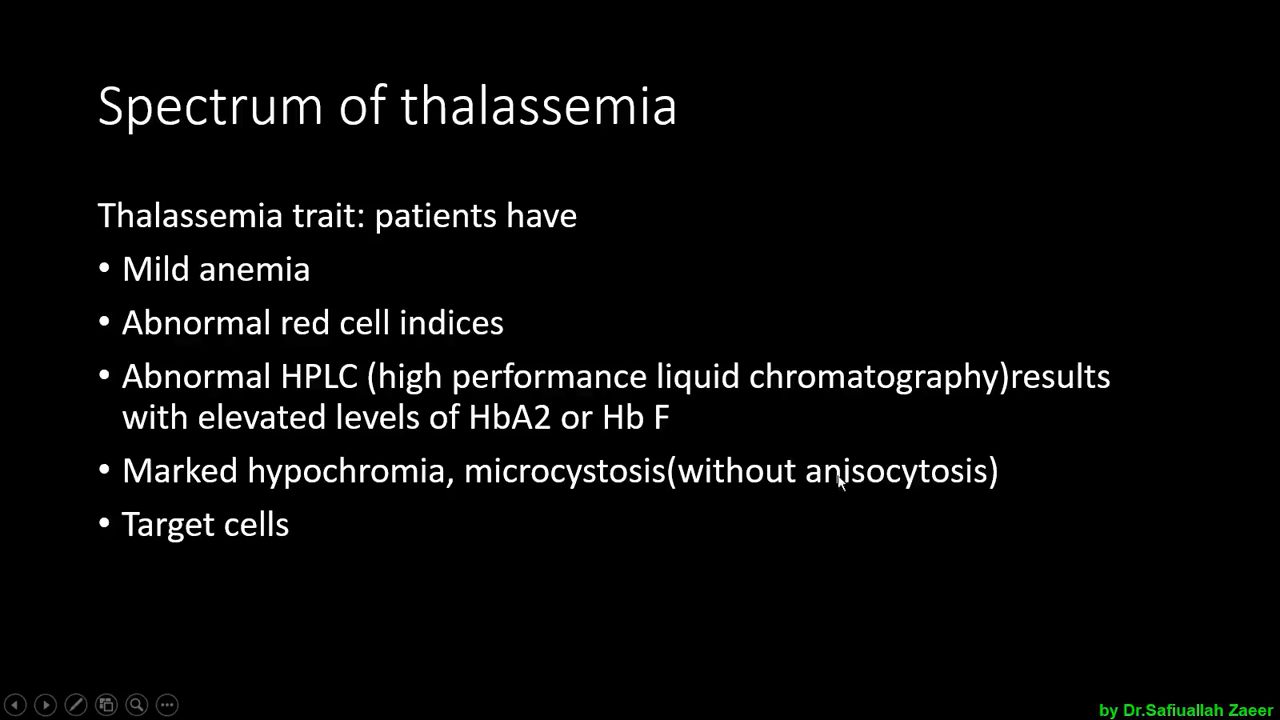 Spectrum of thalassemia
Thalassemia trait: patients have
• Mild anemia
• Abnormal red cell indices
• Abnormal HPLC (high performance liquid chromatography)results
with elevated levels of HbA2 or Hb F
• Marked hypochromia, microcystosis(without anisocytosis)
• Target cells
by Dr.Safiuallah Zaeer